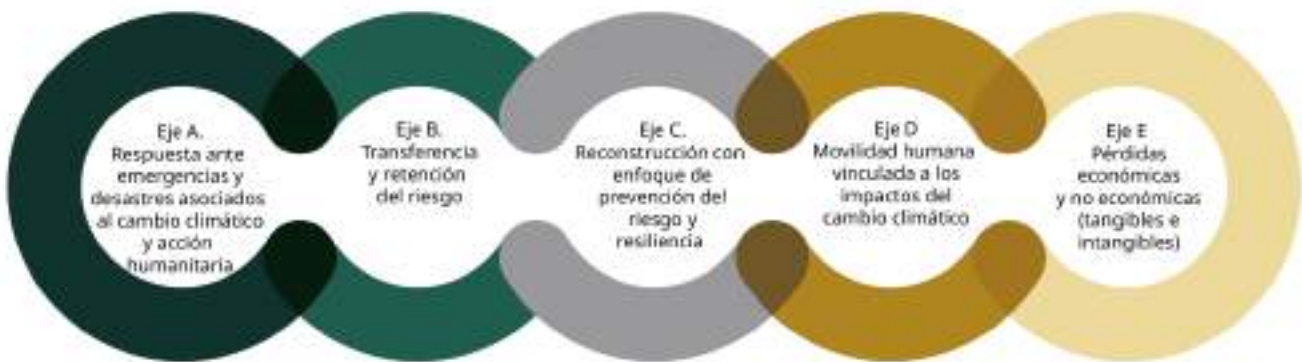 Eje A.
Respuesta ante
emergencias y
desastres asociados
al cambio climático
y acción
humanitaria
Eje B.
Transferencia
y retención
del riesgo
Eje C.
Reconstrucción con
enfoque de
prevención del
riesgo y
resiliencia
Eje D
Movilidad humana
vinculada a los
impactos del
cambio climático
Eje E
Pérdidas
económicas
y no económicas
(tangibles e
intangibles)